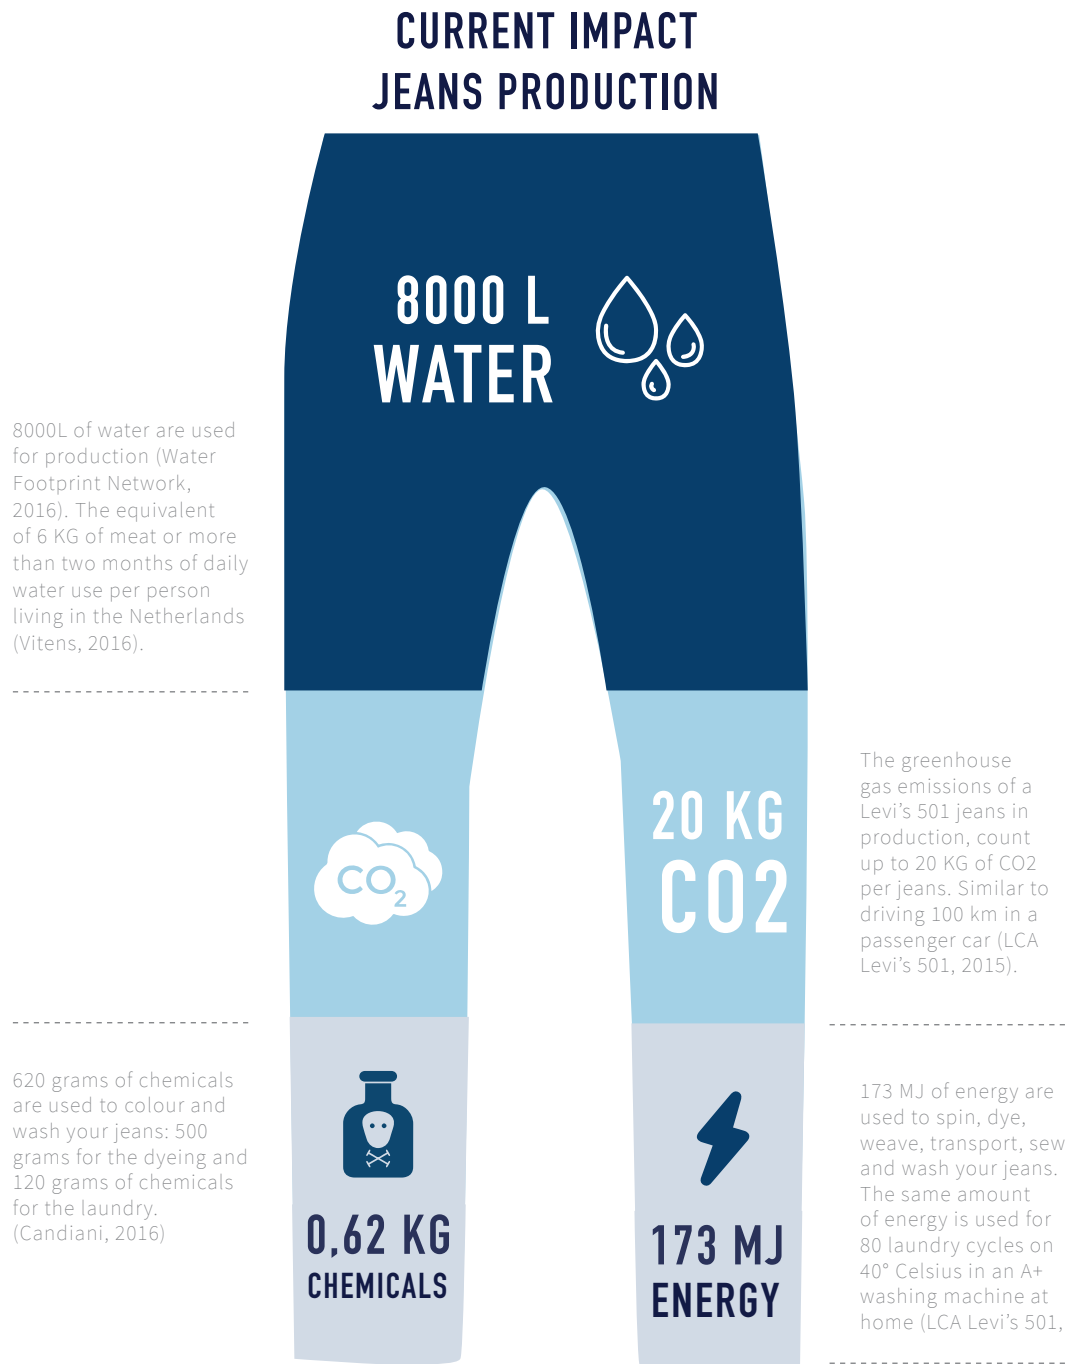 CURRENT IMPACT
JEANS PRODUCTION
8000 L
WATER
8000L of water are used
for production (Water
Footprint Network,
2016). The equivalent
of 6 KG of meat or more
than two months of daily
water use per person
living in the Netherlands
(Vitens, 2016).
CO2
20 KG
CO2
The greenhouse
gas emissions of a
Levi's 501 jeans in
production, count
up to 20 KG of CO2
per jeans. Similar to
driving 100 km in a
passenger car (LCA
Levi's 501, 2015).
620 grams of chemicals
are used to colour and
wash your jeans: 500
grams for the dyeing and
120 grams of chemicals
for the laundry.
(Candiani, 2016)
0,62 KG
CHEMICALS
173 MJ
ENERGY
173 MJ of energy are
used to spin, dye,
weave, transport, sew
and wash your jeans.
The same amount
of energy is used for
80 laundry cycles on
40° Celsius in an A+
washing machine at
home (LCA Levi's 501,